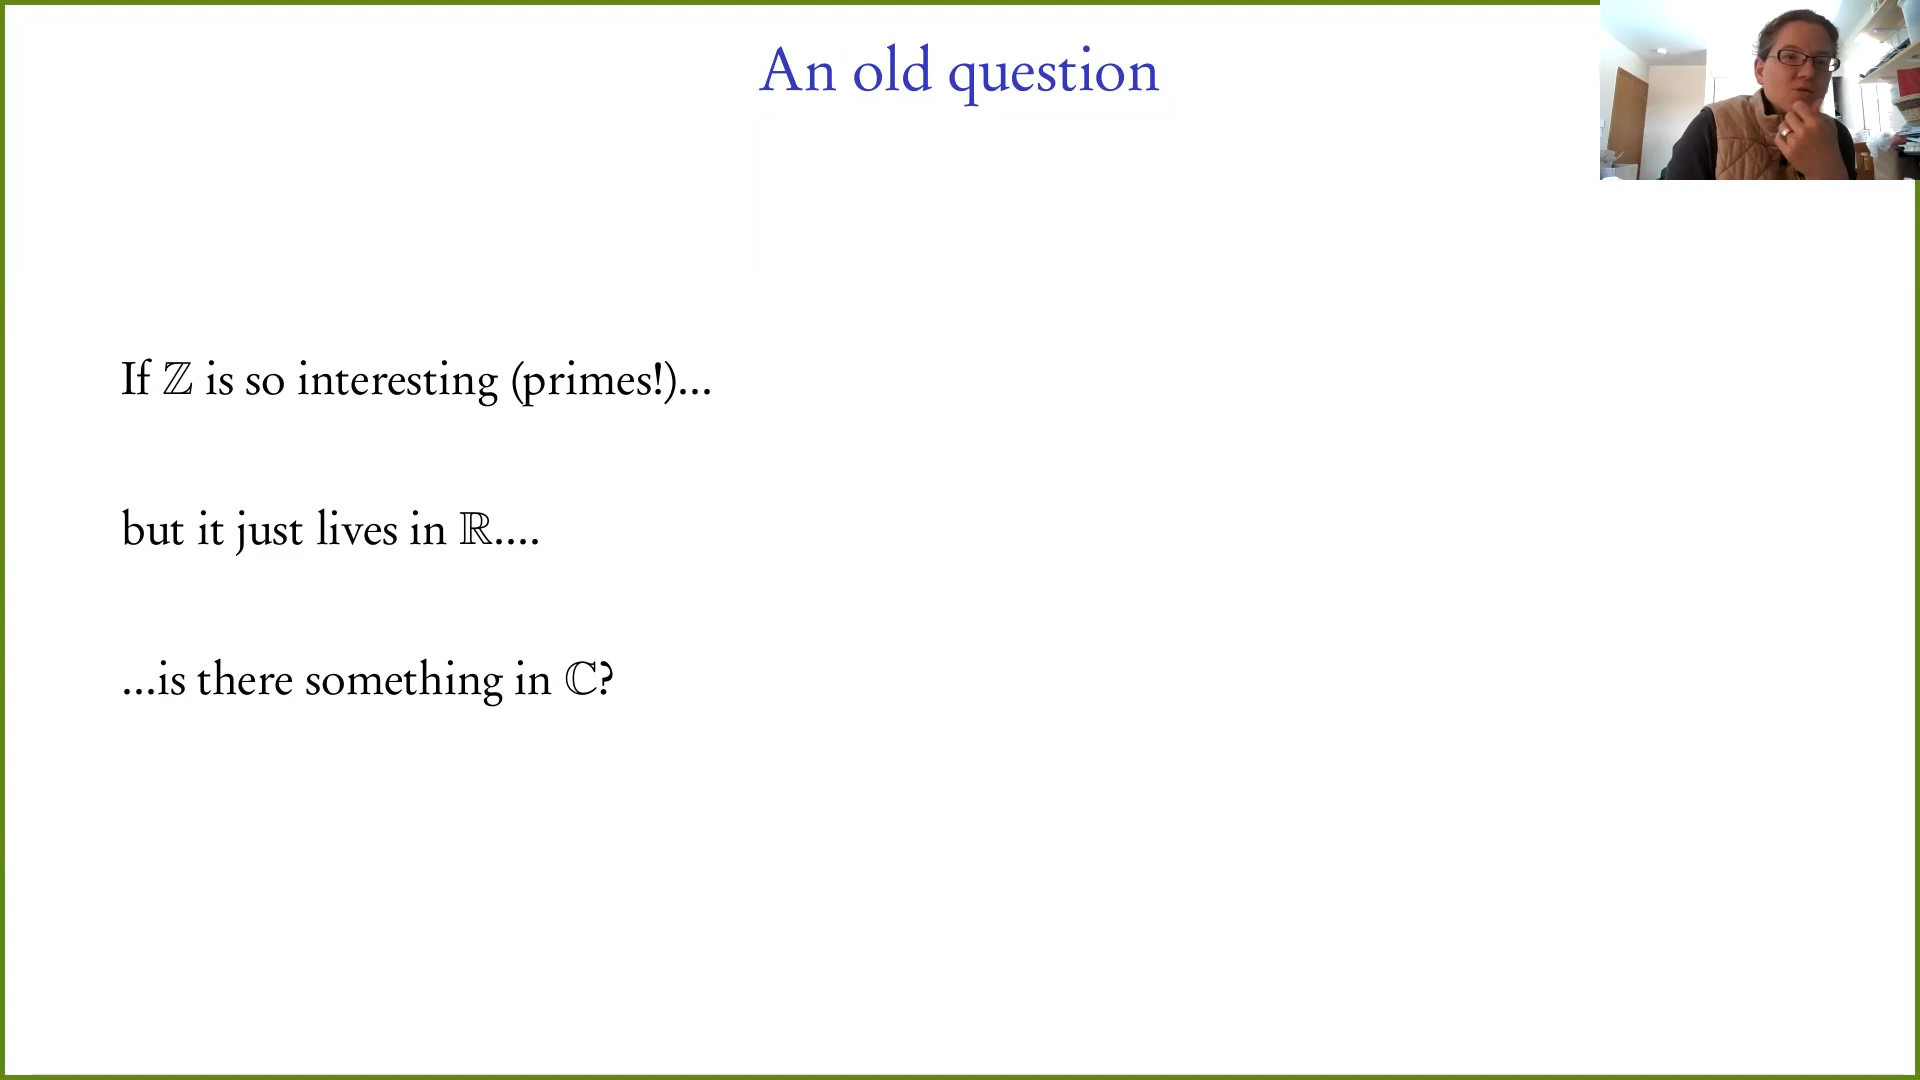 An old question
If ℤ is so interesting (primes!)...
but it just lives in ℝ....
...is there something in ℂ?